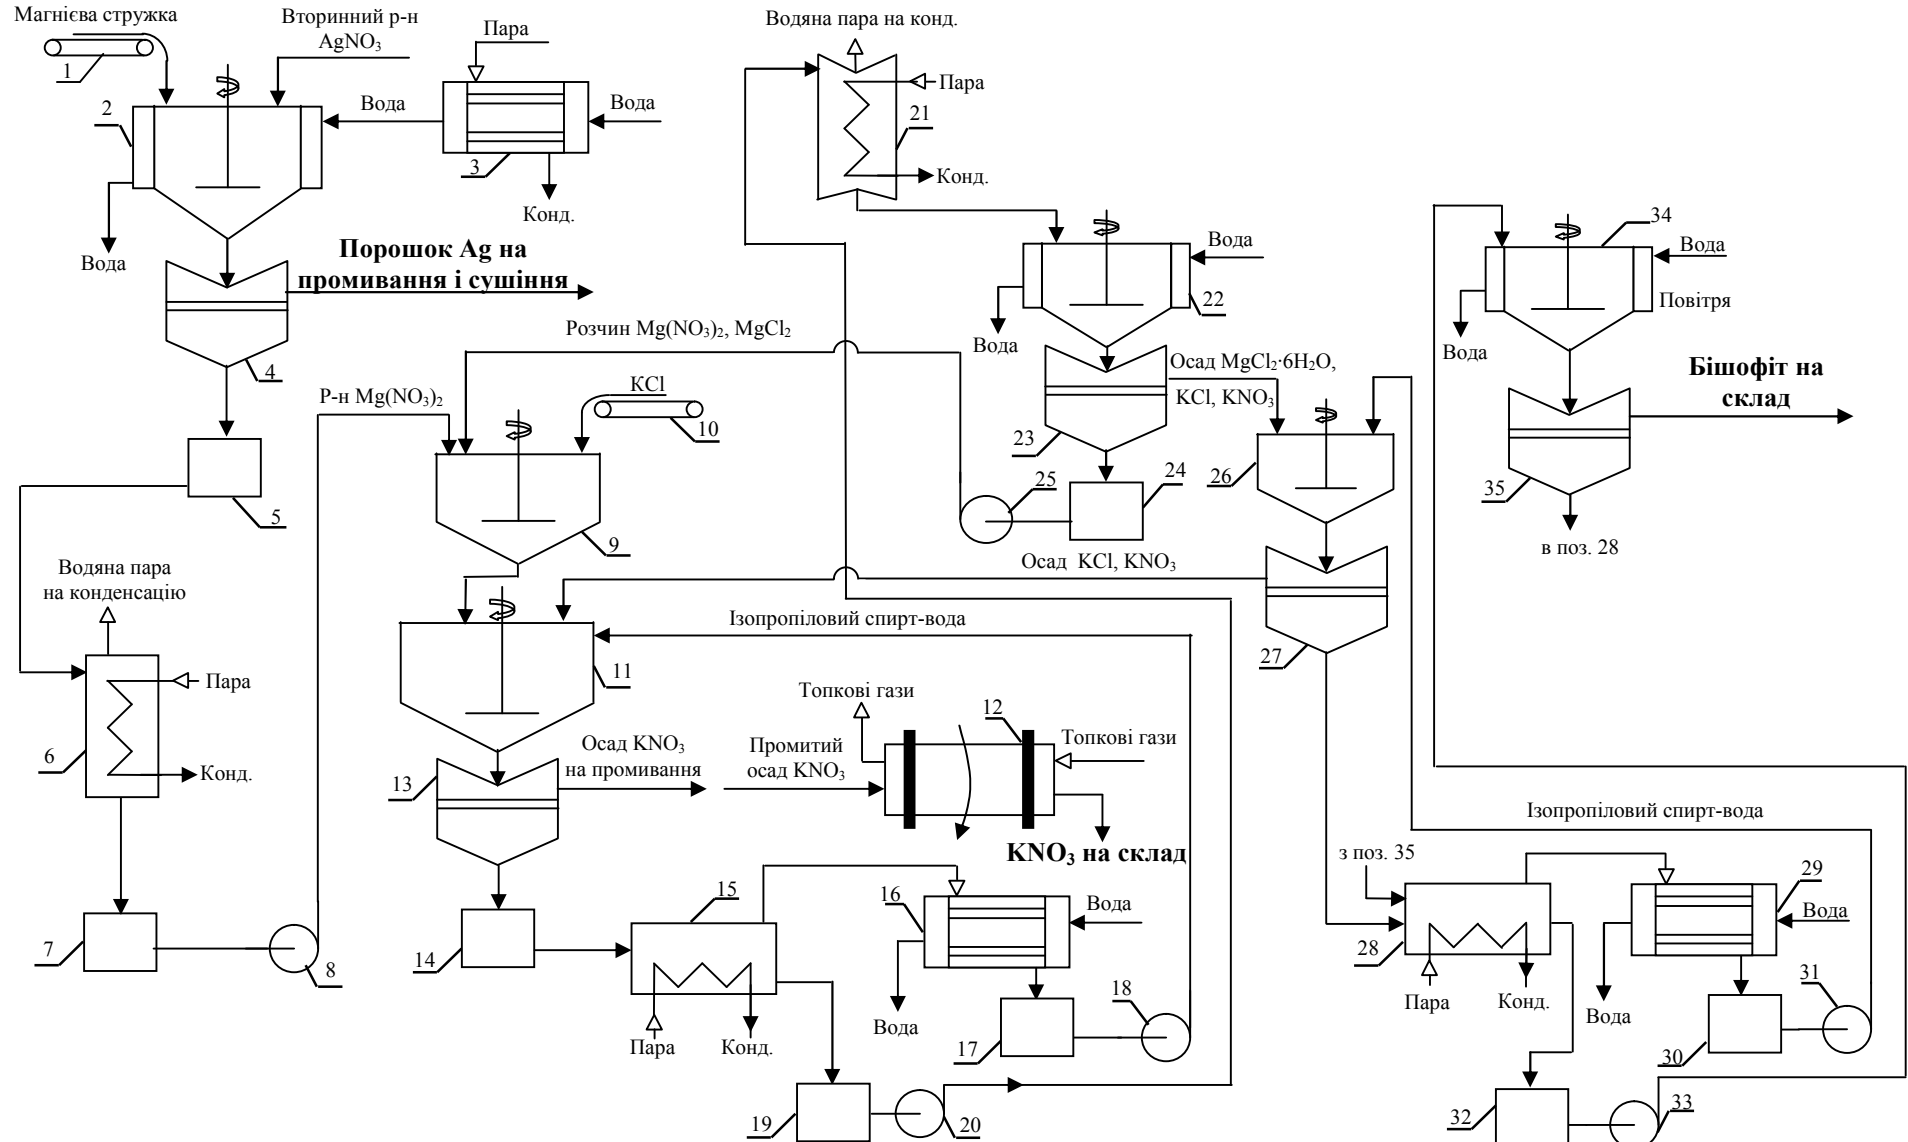 Магнієва стружка
Вторинний р-н
AgNO₃
Пара
Водяна пара на конд.
1
2
Вода
Вода
3
Конд.
Вода
Пара
21
Конд.
Порошок Ag на
промивання і сушіння
4
Розчин Mg(NO₃)₂, MgCl₂
Р-н Mg(NO₃)₂
KCl
10
5
9
Вода
22
Вода
Осад MgCl₂·6H₂O,
KCl, KNO₃
23
24
25
26
Осад KCl, KNO₃
27
34
Вода
Повітря
Вода
Бішофіт на
склад
35
в поз. 28
Водяна пара
на конденсацію
Пара
6
Конд.
7
8
Ізопропіловий спирт-вода
11
Топкові гази
12
Топкові гази
Осад KNO₃
на промивання
Промитий
осад KNO₃
13
KNO₃ на склад
14
15
16
Вода
Вода
Пара
Конд.
17
18
19
20
Ізопропіловий спирт-вода
з поз. 35
28
29
Вода
Пара
Конд.
Вода
30
31
32
33